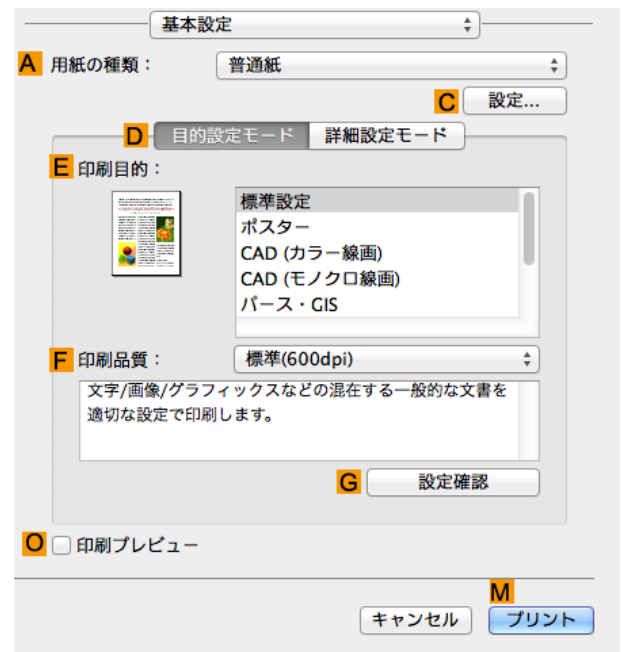 基本設定
A 用紙の種類： 普通紙
C 設定...
D 目的設定モード 詳細設定モード
E 印刷目的：
標準設定
ポスター
CAD (カラー線画)
CAD (モノクロ線画)
パース・GIS
F 印刷品質： 標準(600dpi)
文字/画像/グラフィックスなどの混在する一般的な文書を
適切な設定で印刷します。
G 設定確認
O 印刷プレビュー
M
キャンセル プリント